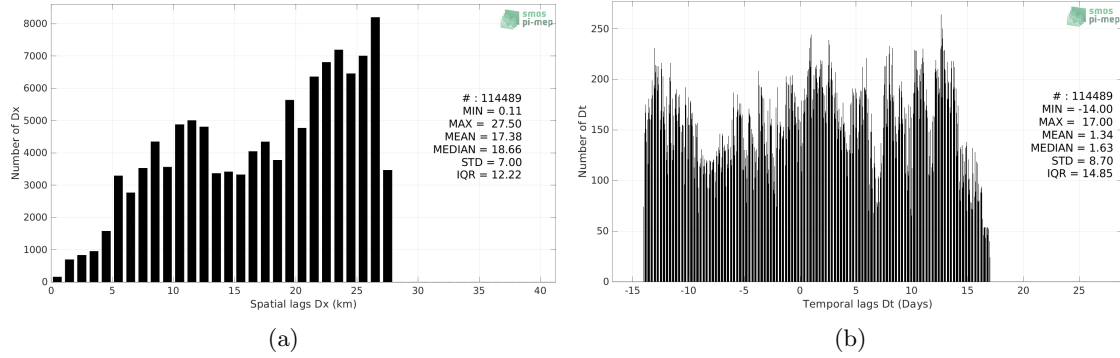 8000
7000
6000
5000
4000
3000
2000
1000
0
Number of Dx
0 5 10 15 20 25 30 35 40
Spatial lags Dx (km)
smos
pi-mep
# : 114489
MIN = 0.11
MAX = 27.50
MEAN = 17.38
MEDIAN = 18.66
STD = 7.00
IQR = 12.22
(a)
250
200
150
100
50
0
Number of Dt
-15 -10 -5 0 5 10 15 20 25
Temporal lags Dt (Days)
smos
pi-mep
# : 114489
MIN = -14.00
MAX = 17.00
MEAN = 1.34
MEDIAN = 1.63
STD = 8.70
IQR = 14.85
(b)